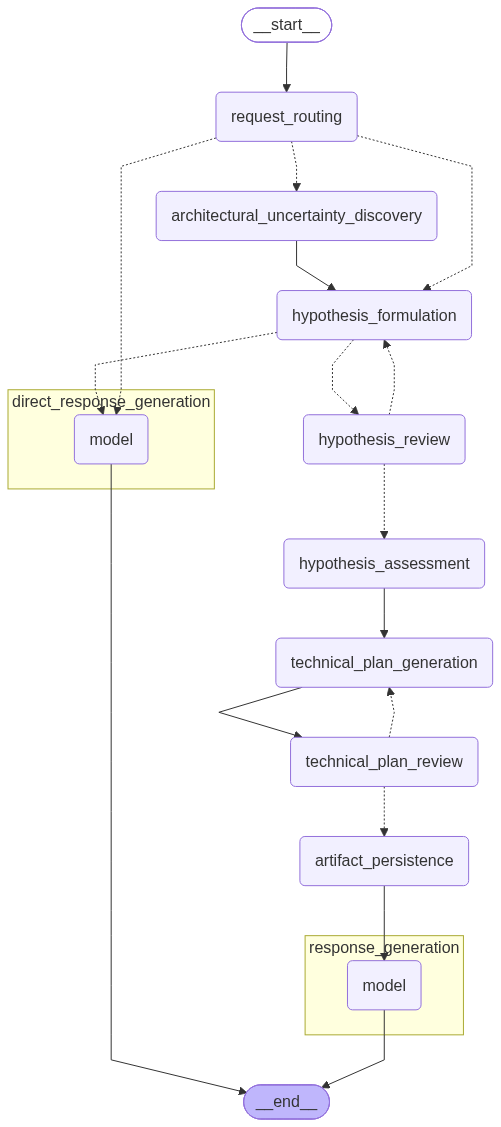 __start__
request_routing
architectural_uncertainty_discovery
hypothesis_formulation
direct_response_generation
model
hypothesis_review
hypothesis_assessment
technical_plan_generation
technical_plan_review
artifact_persistence
response_generation
model
__end__